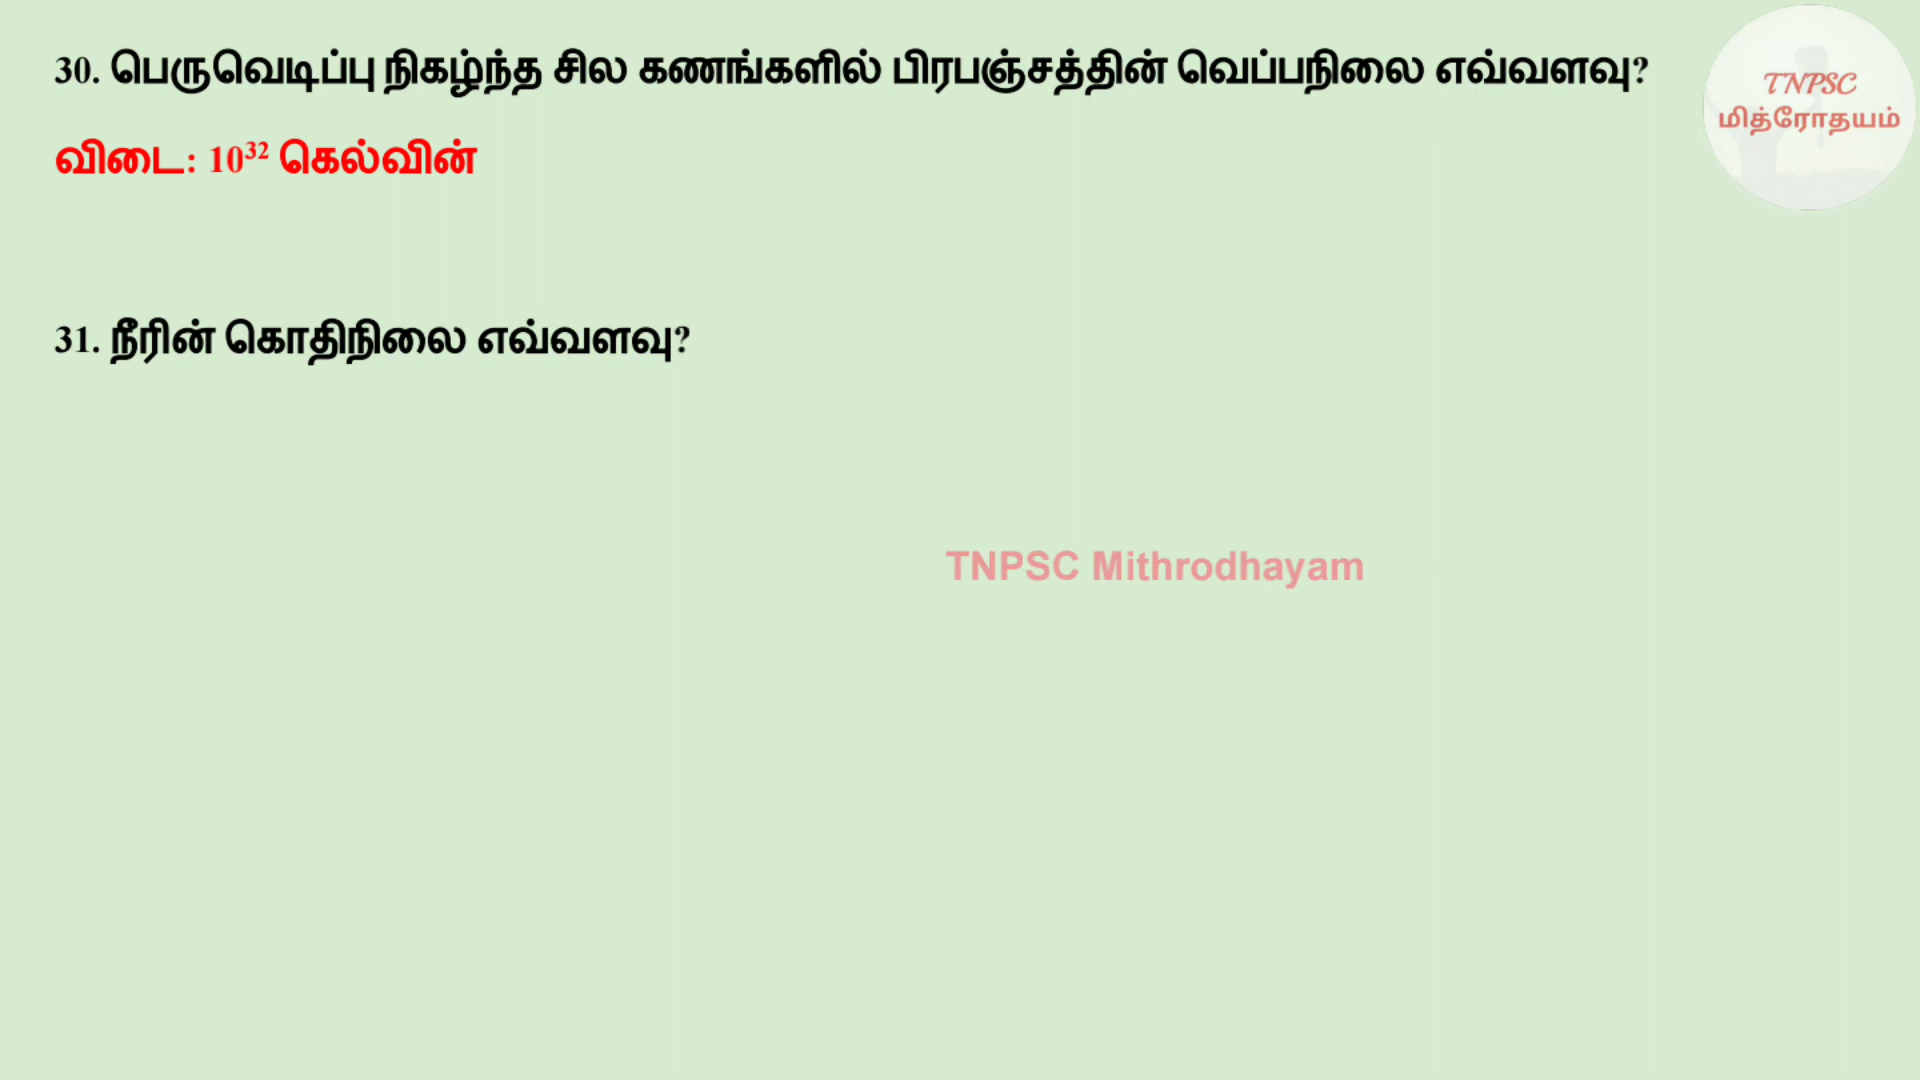 30. பெருவெடிப்பு நிகழ்ந்த சில கணங்களில் பிரபஞ்சத்தின் வெப்பநிலை எவ்வளவு?
விடை: 10³² கெல்வின்
31. நீரின் கொதிநிலை எவ்வளவு?
TNPSC
மித்ரோதயம்
TNPSC Mithrodhayam